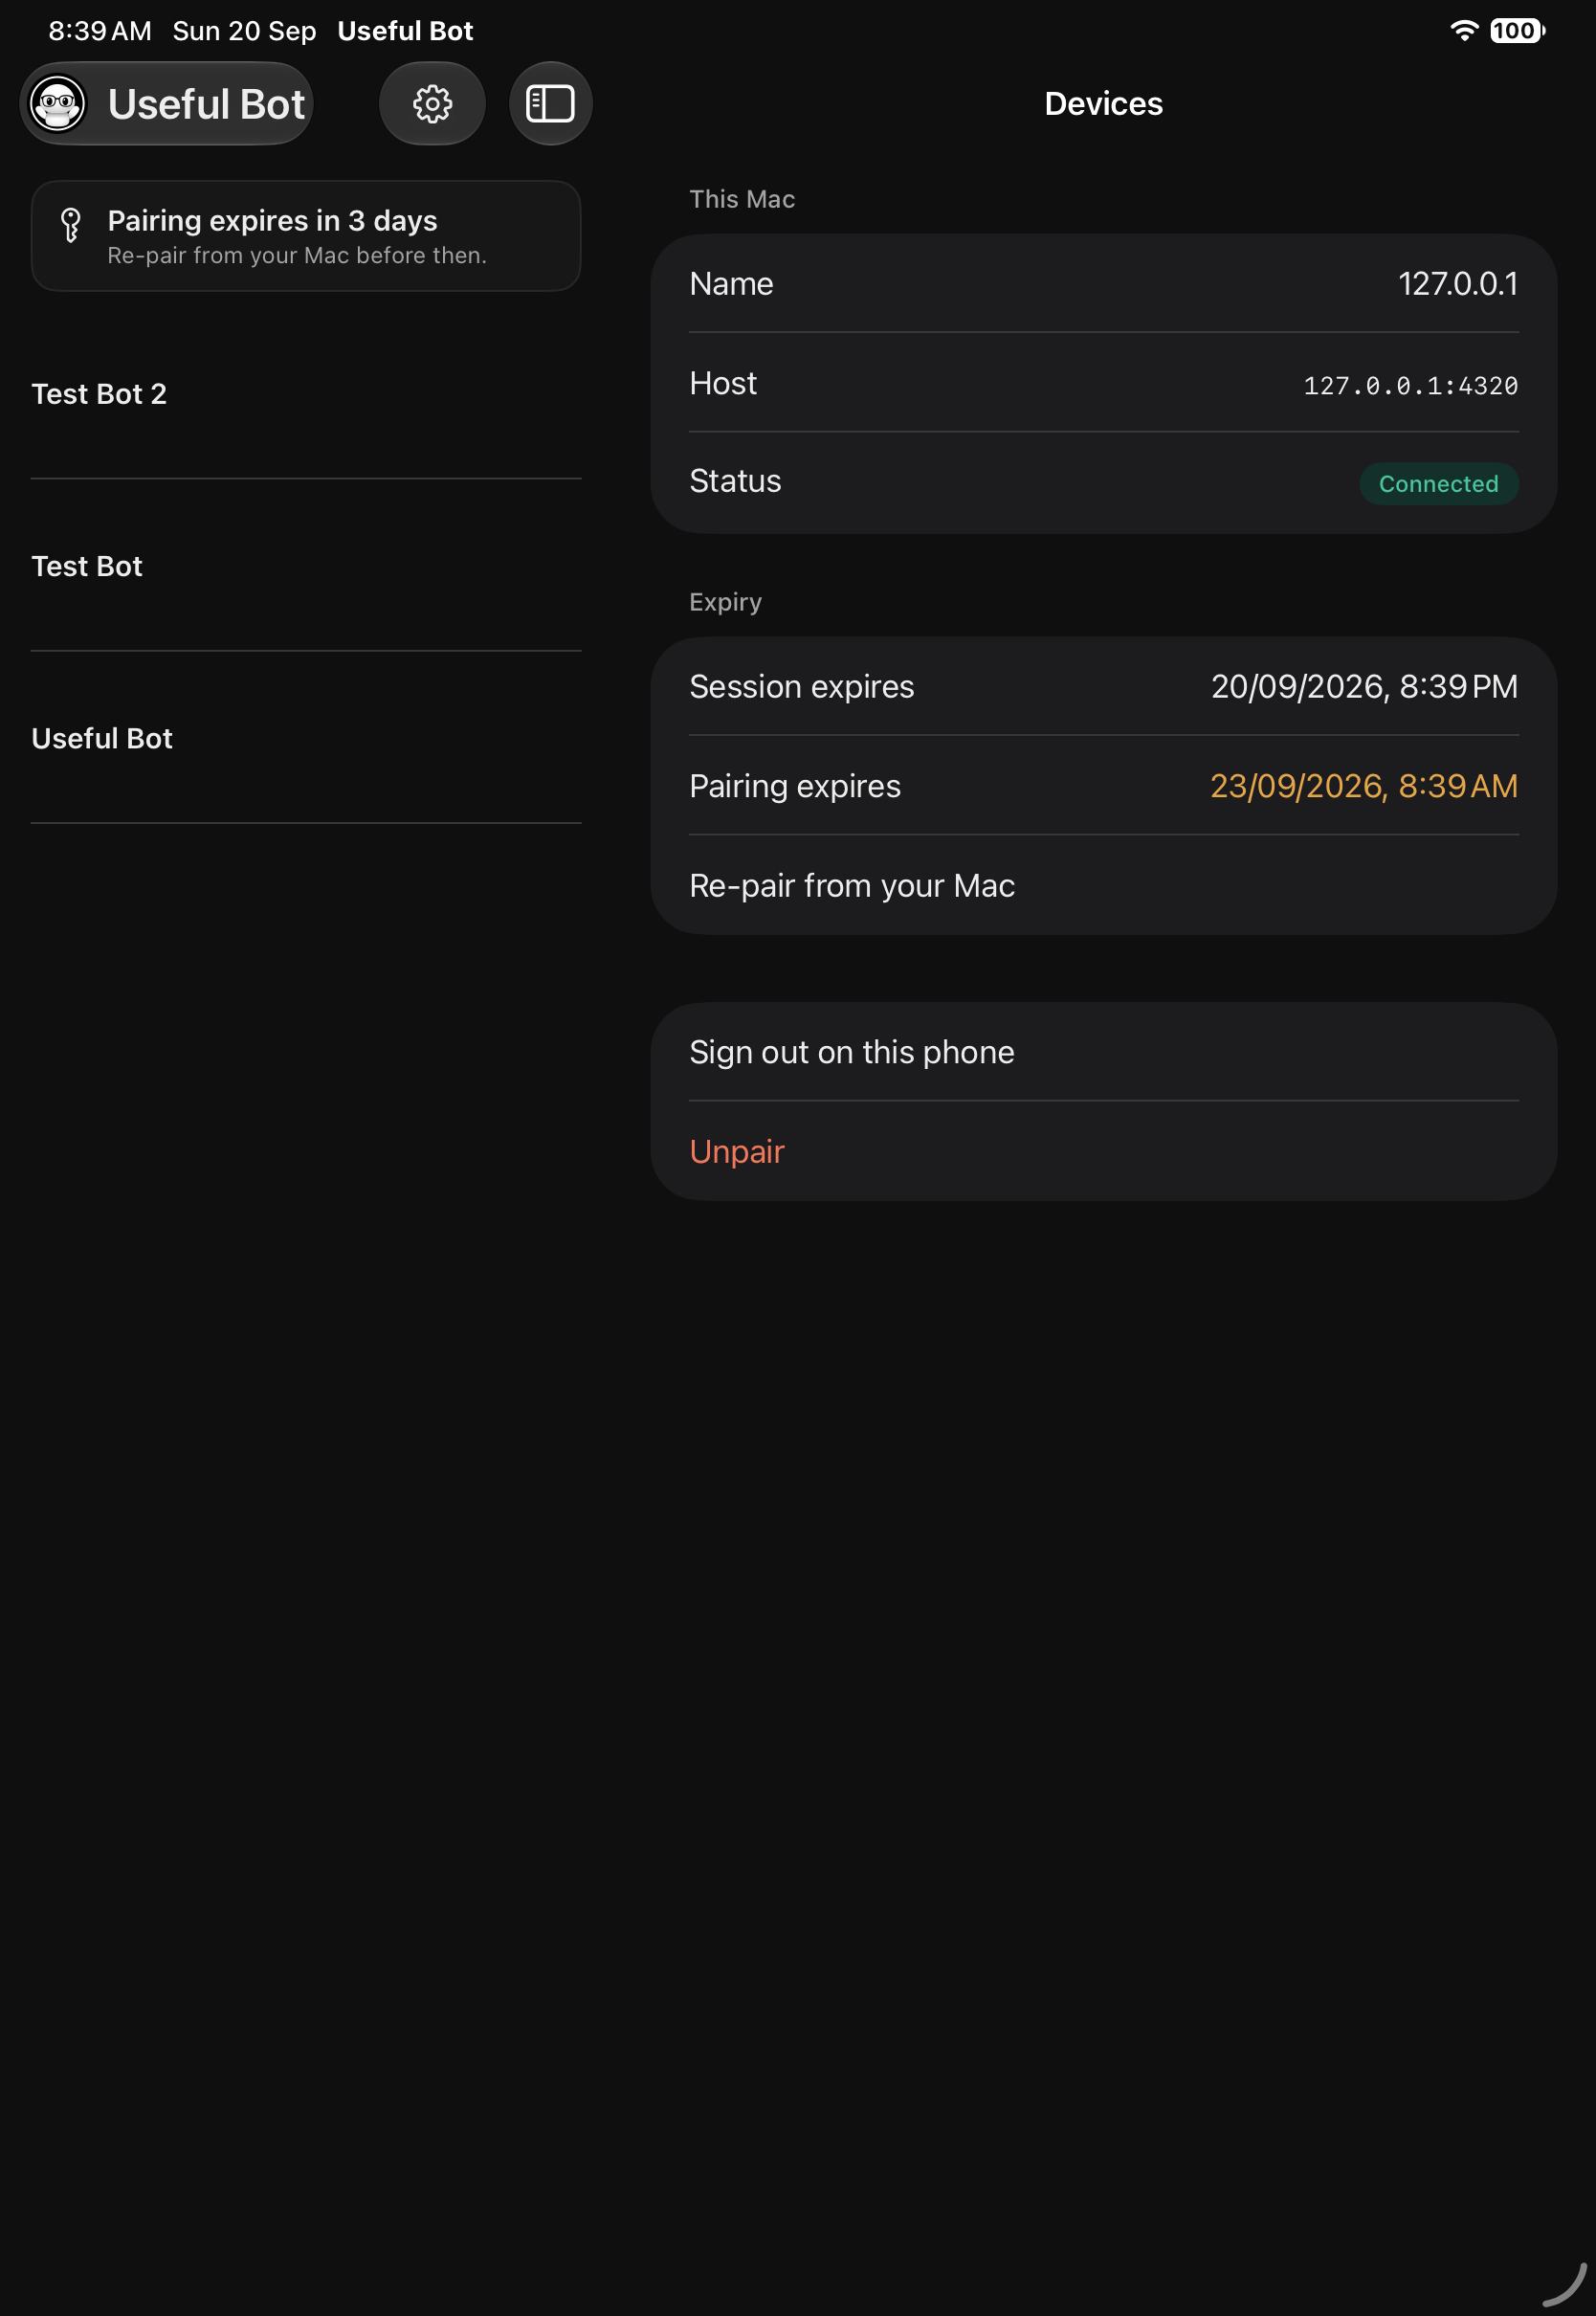 8:39 AM Sun 20 Sep Useful Bot
100
Useful Bot
Pairing expires in 3 days
Re-pair from your Mac before then.
Test Bot 2
Test Bot
Useful Bot
Devices
This Mac
Name 127.0.0.1
Host 127.0.0.1:4320
Status Connected
Expiry
Session expires 20/09/2026, 8:39 PM
Pairing expires 23/09/2026, 8:39 AM
Re-pair from your Mac
Sign out on this phone
Unpair